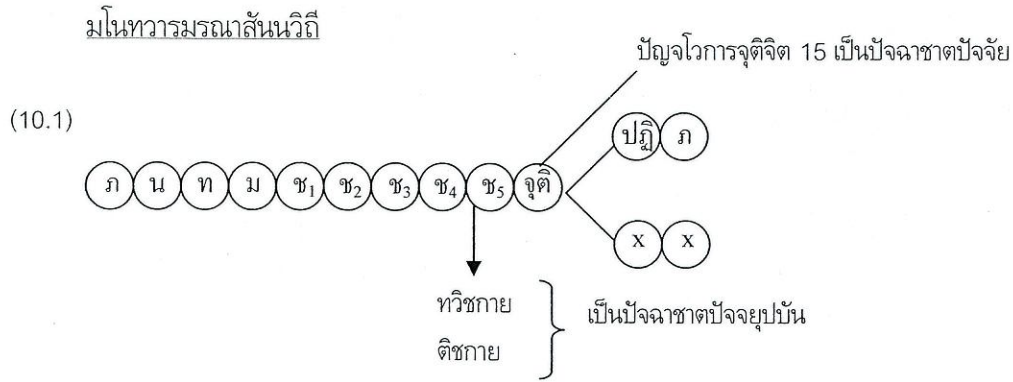 มโนทวารมรณาสันนวิถี
ปัญจโวการจุติจิต 15 เป็นปัจฉาชาตปัจจัย
(10.1)
ปฏิ ภ
ภ น ท ม ช1 ช2 ช3 ช4 ช5 จุติ
x x
ทวิชกาย
ติชกาย
เป็นปัจฉาชาตปัจจยุปบัน